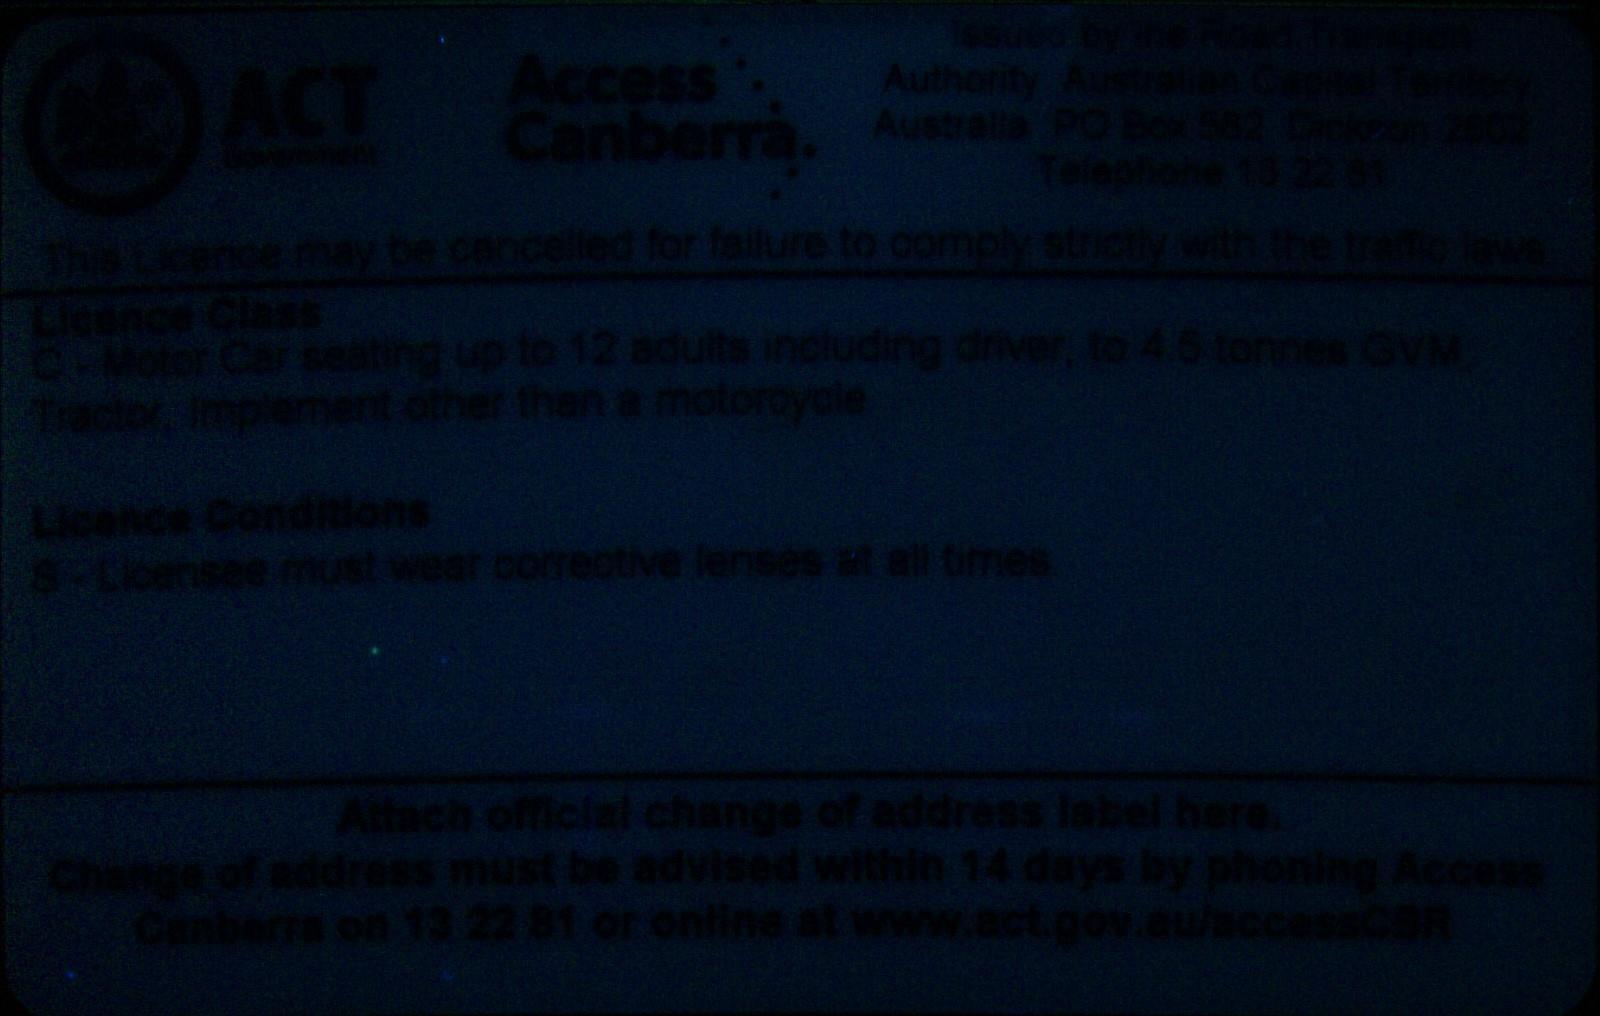 ACT
Government
Access
Canberra.
Issued by the Road Transport
Authority Australian Capital Territory,
Australia PO Box 582 Dickson 2602
Telephone 13 22 81
This Licence may be cancelled for failure to comply strictly with the traffic laws.
Licence Class
C - Motor Car seating up to 12 adults including driver, to 4.5 tonnes GVM,
Tractor, Implement other than a motorcycle
Licence Conditions
S - Licensee must wear corrective lenses at all times
Attach official change of address label here.
Change of address must be advised within 14 days by phoning Access
Canberra on 13 22 81 or online at www.act.gov.au/accessCBR